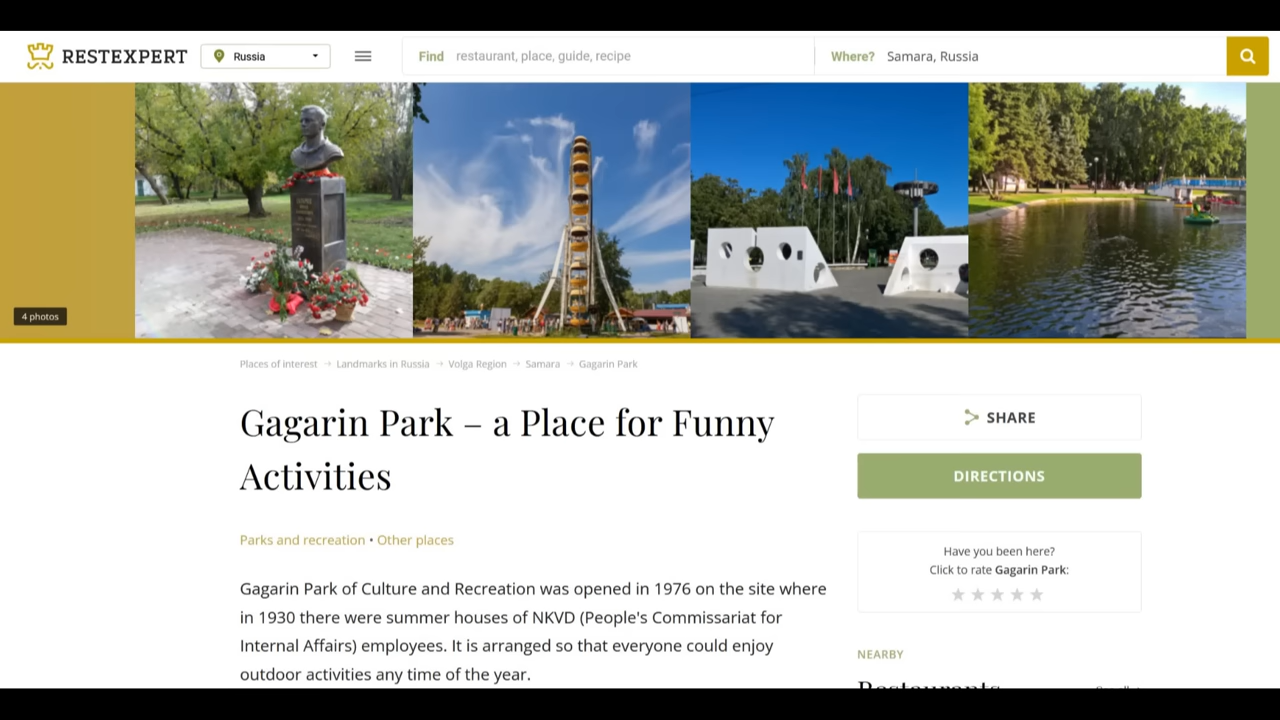 RESTEXPERT
Russia
Find restaurant, place, guide, recipe
Where? Samara, Russia
4 photos
Places of interest → Landmarks in Russia → Volga Region → Samara → Gagarin Park
Gagarin Park – a Place for Funny
Activities
Parks and recreation • Other places
Gagarin Park of Culture and Recreation was opened in 1976 on the site where
in 1930 there were summer houses of NKVD (People's Commissariat for
Internal Affairs) employees. It is arranged so that everyone could enjoy
outdoor activities any time of the year.
SHARE
DIRECTIONS
Have you been here?
Click to rate Gagarin Park:
NEARBY
Restaurants